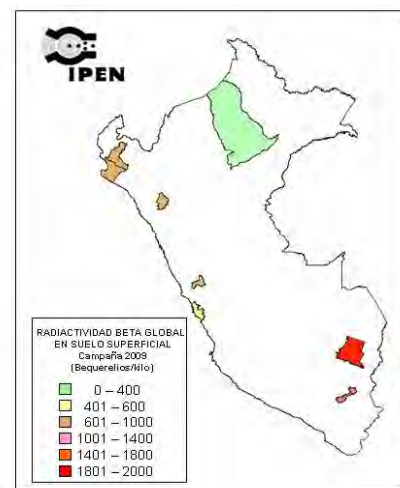 IPEN
RADIACTIVIDAD BETA GLOBAL
EN SUELO SUPERFICIAL
Campaña 2009
(Bequerelios/kilo)
0 – 400
401 – 600
601 – 1000
1001 – 1400
1401 – 1800
1801 – 2000